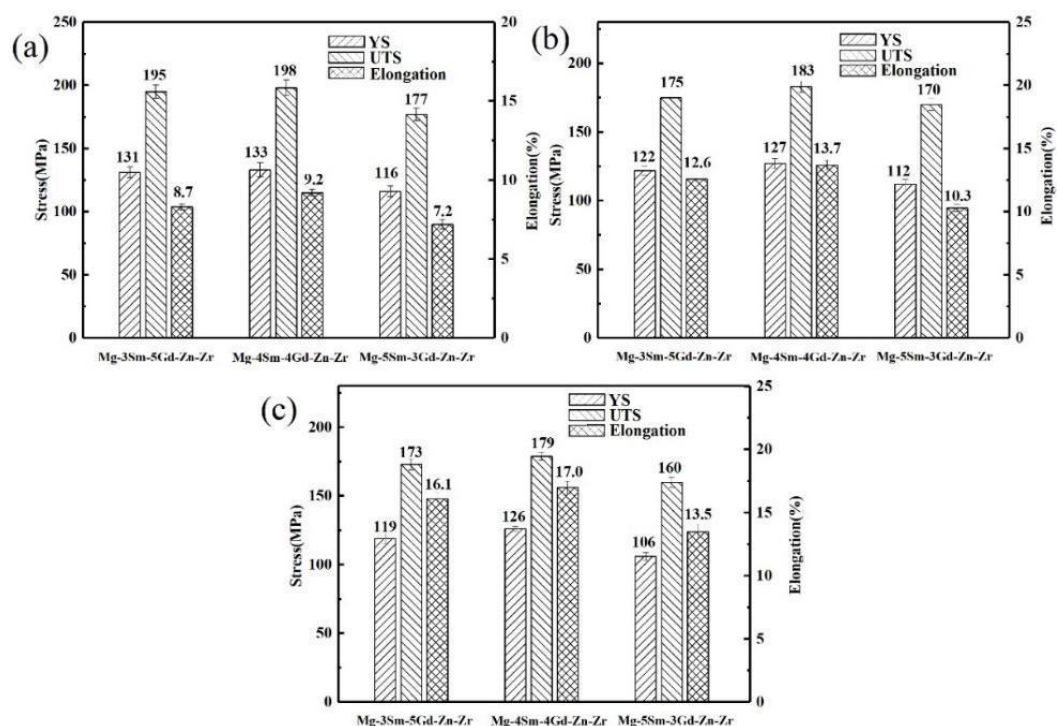 (a)
250
200
150
100
50
0
Stress(MPa)
20
15
10
5
0
Elongation(%)
YS
UTS
Elongation
131
195
8.7
133
198
9.2
116
177
7.2
Mg-3Sm-5Gd-Zn-Zr
Mg-4Sm-4Gd-Zn-Zr
Mg-5Sm-3Gd-Zn-Zr
(b)
200
150
100
50
0
Stress(MPa)
25
20
15
10
5
0
Elongation(%)
YS
UTS
Elongation
122
175
12.6
127
183
13.7
112
170
10.3
Mg-3Sm-5Gd-Zn-Zr
Mg-4Sm-4Gd-Zn-Zr
Mg-5Sm-3Gd-Zn-Zr
(c)
200
150
100
50
0
Stress(MPa)
25
20
15
10
5
0
Elongation(%)
YS
UTS
Elongation
119
173
16.1
126
179
17.0
106
160
13.5
Mg-3Sm-5Gd-Zn-Zr
Mg-4Sm-4Gd-Zn-Zr
Mg-5Sm-3Gd-Zn-Zr